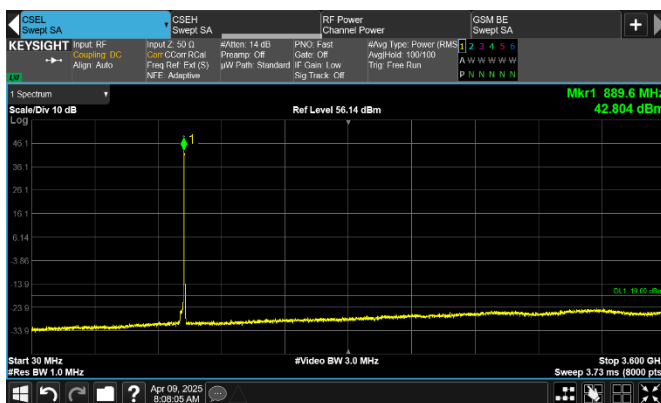 CSEL
Swept SA
CSEH
Swept SA
RF Power
Channel Power
GSM BE
Swept SA
+
KEYSIGHT
Input: RF
Coupling: DC
Align: Auto
Input Z: 50 Ω
Corr CCorr RCal
Freq Ref: Ext (S)
NFE: Adaptive
#Atten: 14 dB
Preamp: Off
µW Path: Standard
PNO: Fast
Gate: Off
IF Gain: Low
Sig Track: Off
#Avg Type: Power (RMS
Avg|Hold: 100/100
Trig: Free Run
1 2 3 4 5 6
A W W W W W
P N N N N N
1 Spectrum
Scale/Div 10 dB
Ref Level 56.14 dBm
Mkr1 889.6 MHz
42.804 dBm
Log
1
46.1
36.1
26.1
16.1
6.14
-3.86
-13.9
-23.9
-33.9
DL1 -19.00 dBm
Start 30 MHz
#Res BW 1.0 MHz
#Video BW 3.0 MHz
Stop 3.600 GH
Sweep 3.73 ms (8000 pts
?
Apr 09, 2025
8:08:05 AM